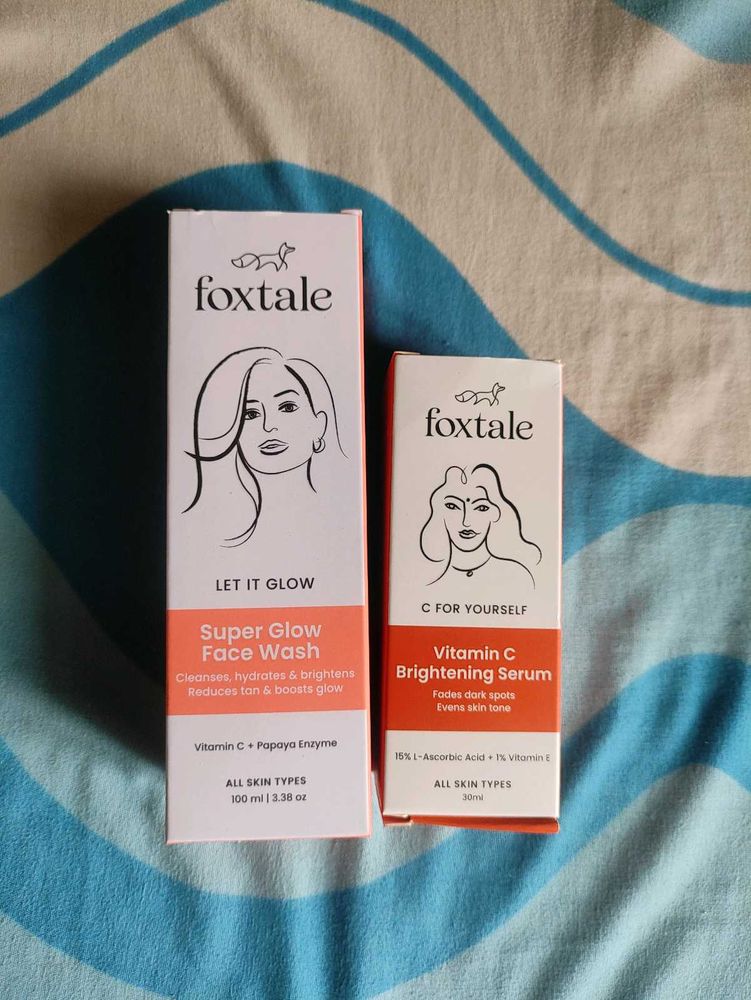 foxtale
LET IT GLOW
Super Glow
Face Wash
Cleanses, hydrates & brightens
Reduces tan & boosts glow
Vitamin C + Papaya Enzyme
ALL SKIN TYPES
100 ml | 3.38 oz
foxtale
C FOR YOURSELF
Vitamin C
Brightening Serum
Fades dark spots
Evens skin tone
15% L-Ascorbic Acid + 1% Vitamin E
ALL SKIN TYPES
30ml